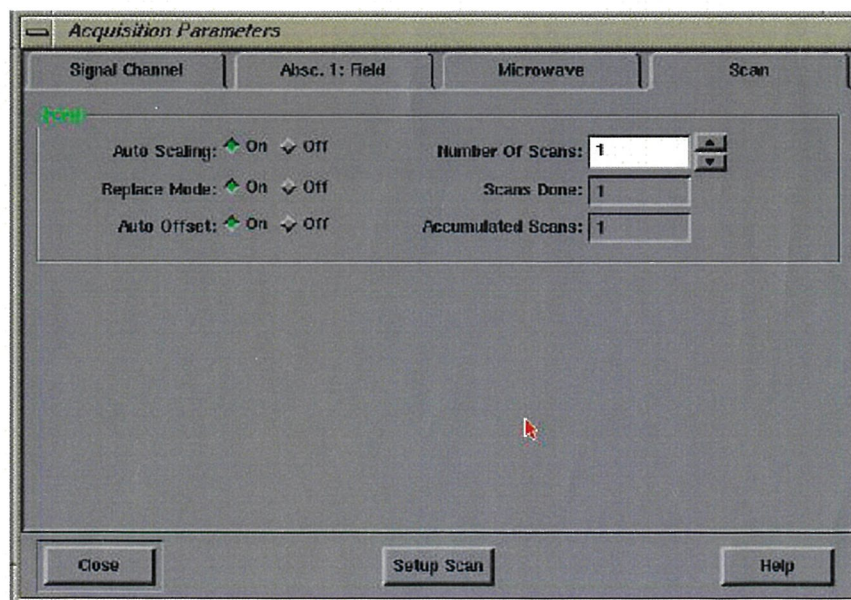 Acquisition Parameters
Signal Channel Absc. 1: Field Microwave Scan
Auto Scaling: On Off Number Of Scans: 1
Replace Mode: On Off Scans Done: 1
Auto Offset: On Off Accumulated Scans: 1
Close Setup Scan Help